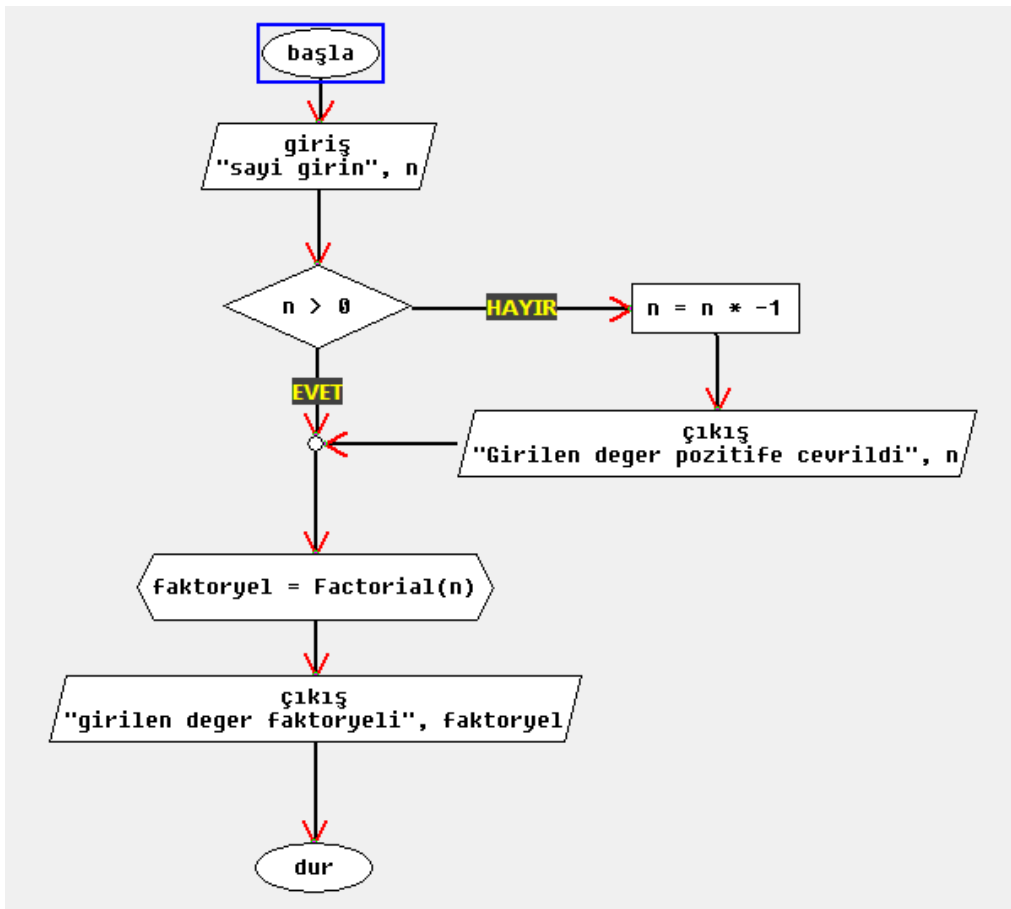 başla
giriş
"sayi girin", n
n > 0
HAYIR
n = n * -1
EVET
çıkış
"Girilen deger pozitife cevrildi", n
faktoryel = Factorial(n)
çıkış
"girilen deger faktoryeli", faktoryel
dur